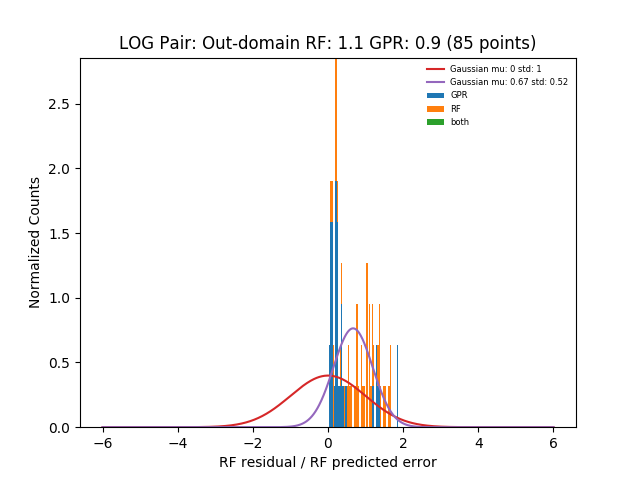 LOG Pair: Out-domain RF: 1.1 GPR: 0.9 (85 points)
Gaussian mu: 0 std: 1
Gaussian mu: 0.67 std: 0.52
GPR
RF
both
Normalized Counts
2.5
2.0
1.5
1.0
0.5
0.0
−6 −4 −2 0 2 4 6
RF residual / RF predicted error